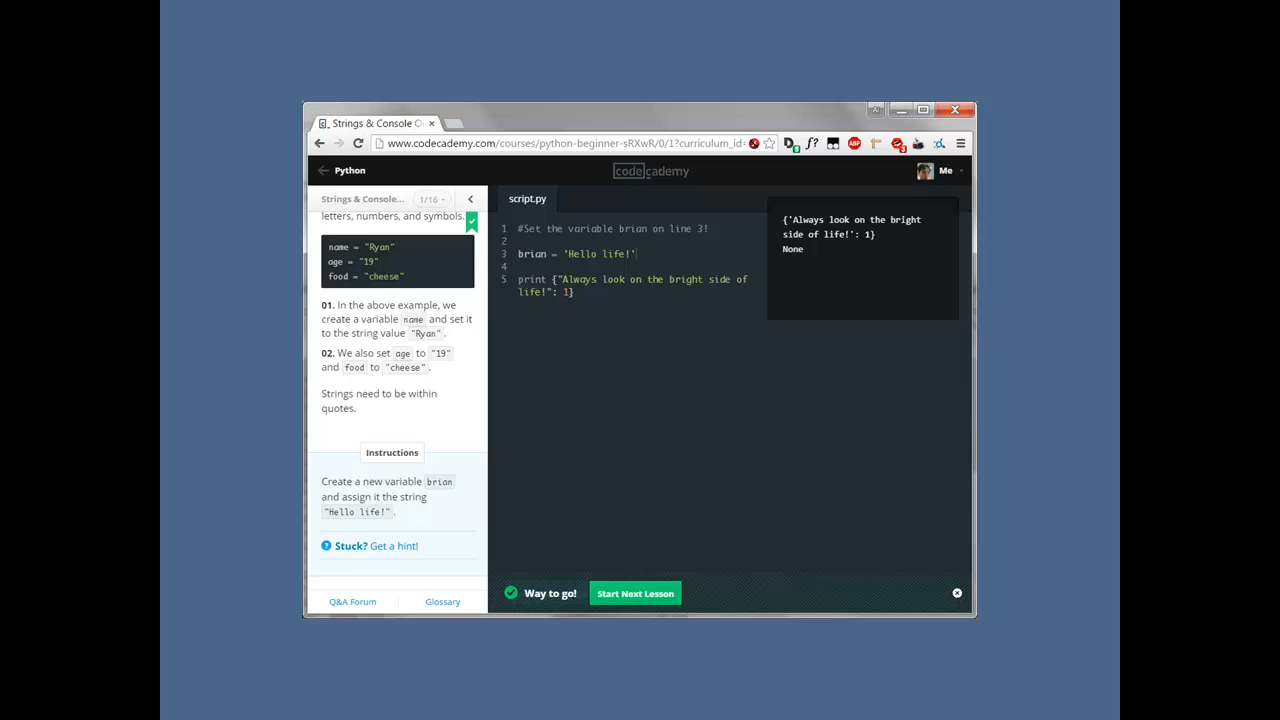 Strings & Console O
www.codecademy.com/courses/python-beginner-sRXwR/0/1?curriculum_id=
Python
codecademy
Me
Strings & Console...
1/16
letters, numbers, and symbols.
name = "Ryan"
age = "19"
food = "cheese"
01. In the above example, we
create a variable name and set it
to the string value "Ryan".
02. We also set age to "19"
and food to "cheese".
Strings need to be within
quotes.
Instructions
Create a new variable brian
and assign it the string
"Hello life!".
Stuck? Get a hint!
Q&A Forum
Glossary
script.py
1 #Set the variable brian on line 3!
2
3 brian = 'Hello life!'
4
5 print {"Always look on the bright side of
life!": 1}
{'Always look on the bright
side of life!': 1}
None
Way to go!
Start Next Lesson